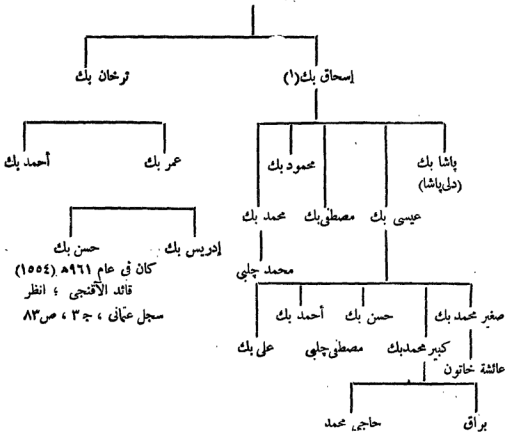 إسحاق بك (١)
ترخان بك
پاشا بك
(دلى پاشا)
عيسى بك
مصطفى بك
محمود بك
محمد بك
عمر بك
أحمد بك
محمد چلبى
إدريس بك
حسن بك
كان فى عام ٩٦١ھ (١٥٥٤)
قائد الآقنجى ؛ انظر
سجل عثمانى ، ج ٣ ، ص ٨٣
صغير محمد بك
كبير محمد بك
حسن بك
مصطفى چلبى
أحمد بك
على بك
عائشة خاتون
براق
حاجى محمد